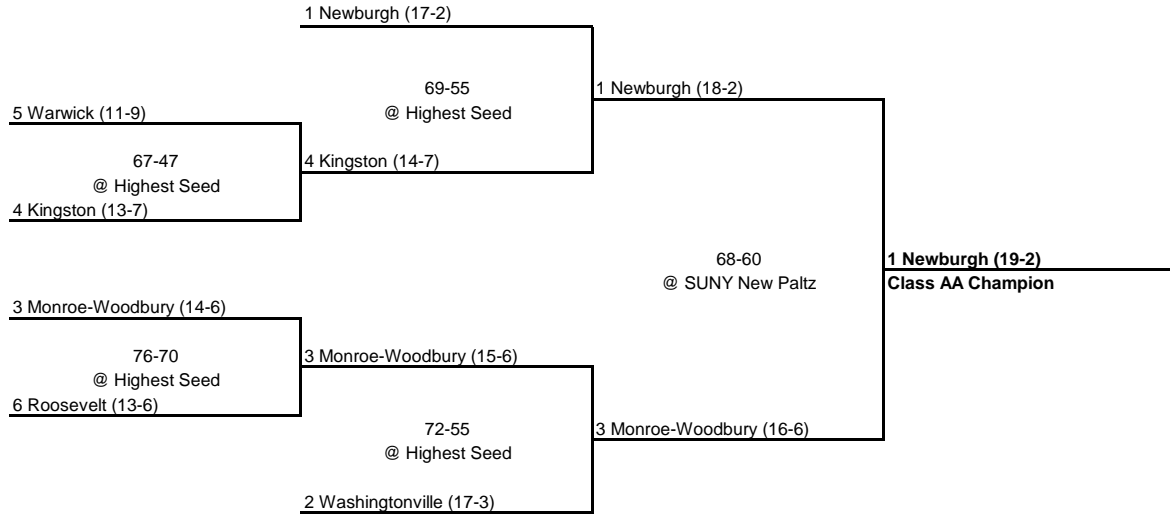 1 Newburgh (17-2)
69-55
@ Highest Seed
1 Newburgh (18-2)
5 Warwick (11-9)
67-47
@ Highest Seed
4 Kingston (14-7)
4 Kingston (13-7)
68-60
@ SUNY New Paltz
1 Newburgh (19-2)
Class AA Champion
3 Monroe-Woodbury (14-6)
76-70
@ Highest Seed
3 Monroe-Woodbury (15-6)
6 Roosevelt (13-6)
72-55
@ Highest Seed
3 Monroe-Woodbury (16-6)
2 Washingtonville (17-3)